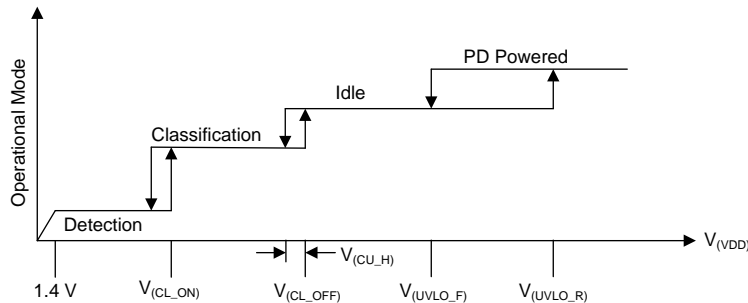 Operational Mode
PD Powered
Idle
Classification
Detection
V(VDD)
V(CU_H)
1.4 V
V(CL_ON)
V(CL_OFF)
V(UVLO_F)
V(UVLO_R)